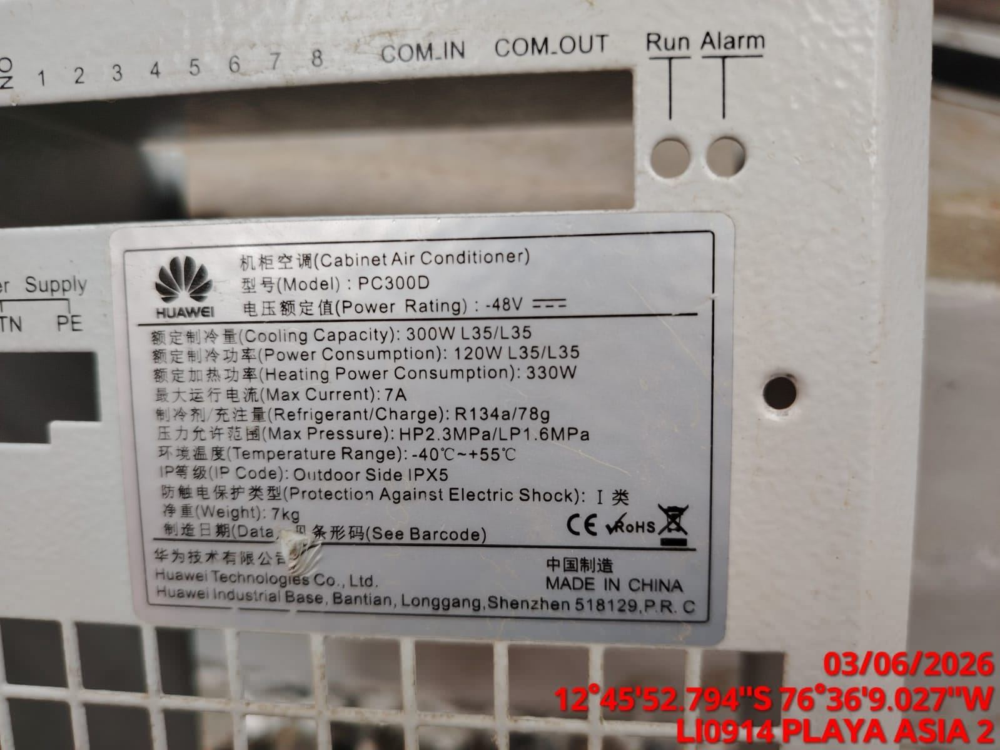 NO
1 2 3 4 5 6 7 8 COM_IN COM_OUT Run Alarm
Supply
PE
HUAWEI
机柜空调(Cabinet Air Conditioner)
型号(Model) : PC300D
电压额定值(Power Rating) : -48V
额定制冷量(Cooling Capacity): 300W L35/L35
额定制冷功率(Power Consumption): 120W L35/L35
额定加热功率(Heating Power Consumption): 330W
最大运行电流(Max Current): 7A
制冷剂/充注量(Refrigerant/Charge): R134a/78g
压力允许范围(Max Pressure): HP2.3MPa/LP1.6MPa
环境温度(Temperature Range): -40℃~+55℃
IP等级(IP Code): Outdoor Side IPX5
防触电保护类型(Protection Against Electric Shock): I 类
净重(Weight): 7kg
制造日期(Data 见条形码(See Barcode)
CE RoHS
华为技术有限公司
Huawei Technologies Co., Ltd.
中国制造
MADE IN CHINA
Huawei Industrial Base, Bantian, Longgang,Shenzhen 518129,P.R. C
03/06/2026
12°45'52.794"S 76°36'9.027"W
LI0914 PLAYA ASIA 2